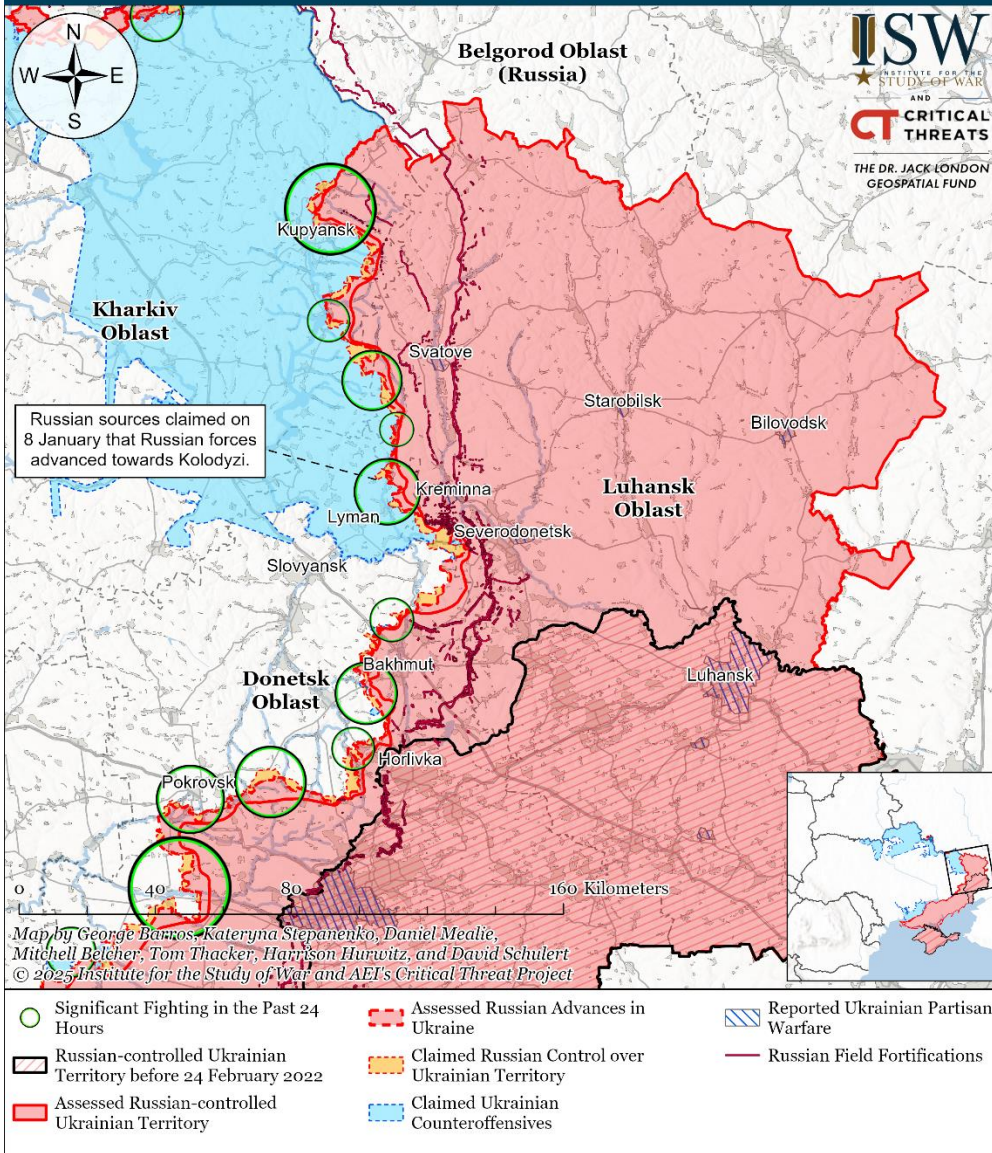 N
W E
S
Belgorod Oblast
(Russia)
ISW
INSTITUTE FOR THE
STUDY OF WAR
AND
CT CRITICAL
THREATS
THE DR. JACK LONDON
GEOSPATIAL FUND
Kupyansk
Kharkiv
Oblast
Svatove
Starobilsk
Bilovodsk
Russian sources claimed on
8 January that Russian forces
advanced towards Kolodyzi.
Kreminna
Luhansk
Oblast
Lyman
Severodonetsk
Slovyansk
Bakhmut
Luhansk
Donetsk
Oblast
Horlivka
Pokrovsk
0 40 80 160 Kilometers
Map by George Barros, Kateryna Stepanenko, Daniel Mealie,
Mitchell Belcher, Tom Thacker, Harrison Hurwitz, and David Schulert
© 2025 Institute for the Study of War and AEI's Critical Threat Project
Significant Fighting in the Past 24
Hours
Russian-controlled Ukrainian
Territory before 24 February 2022
Assessed Russian-controlled
Ukrainian Territory
Assessed Russian Advances in
Ukraine
Claimed Russian Control over
Ukrainian Territory
Claimed Ukrainian
Counteroffensives
Reported Ukrainian Partisan
Warfare
Russian Field Fortifications